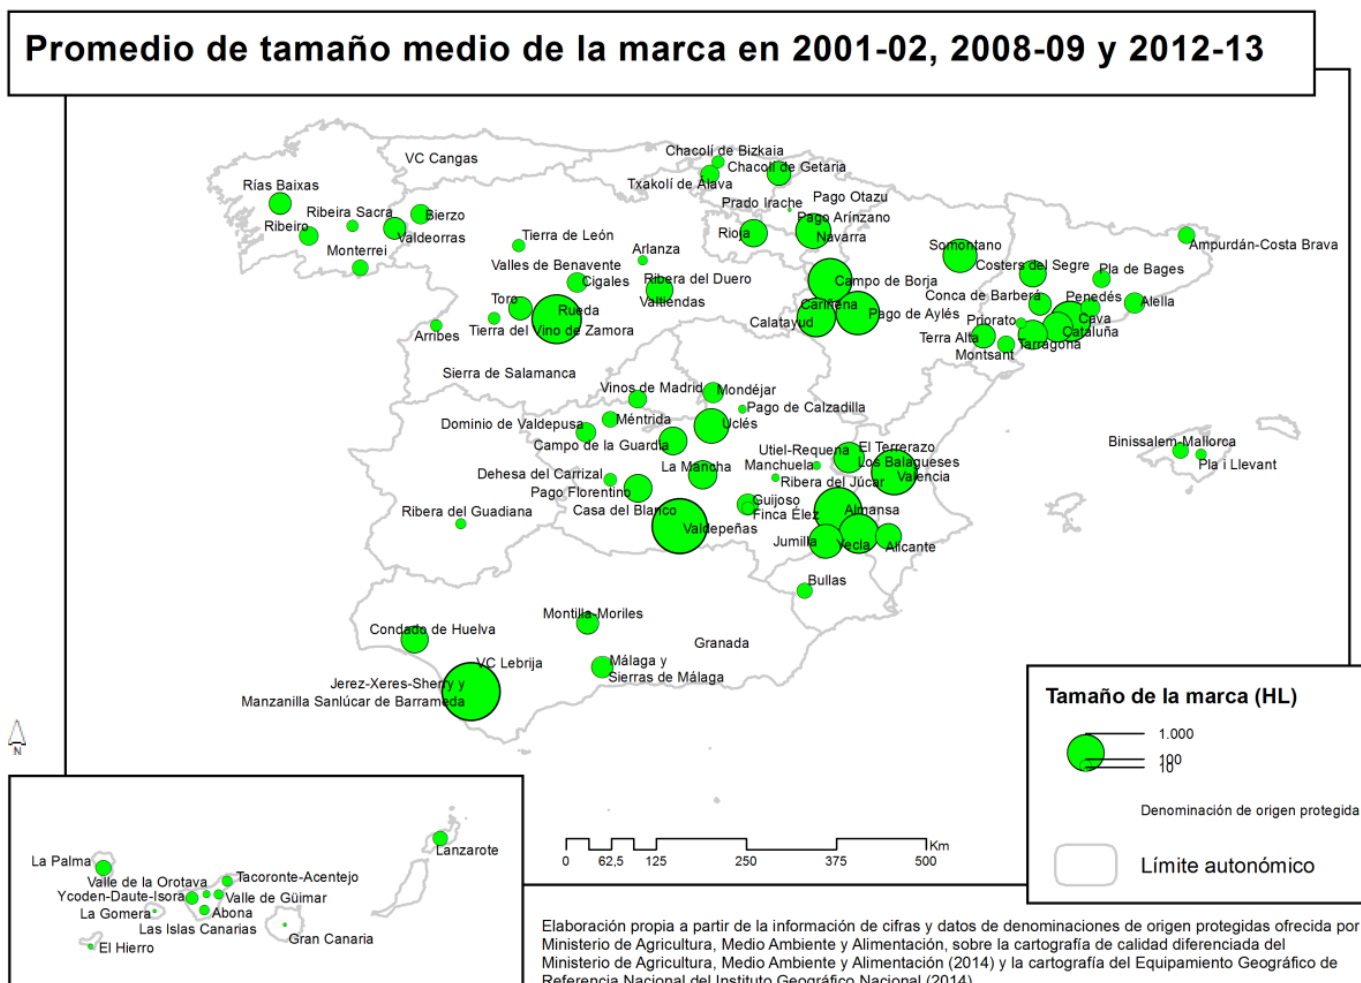 Promedio de tamaño medio de la marca en 2001-02, 2008-09 y 2012-13
Chacolí de Bizkaia
VC Cangas
Chacolí de Getaria
Txakolí de Álava
Rías Baixas
Prado Irache
Pago Otazu
Ribeira Sacra
Bierzo
Pago Arínzano
Ribeiro
Valdeorras
Rioja
Navarra
Tierra de León
Arlanza
Somontano
Ampurdán-Costa Brava
Monterrei
Valles de Benavente
Costers del Segre
Pla de Bages
Cigales
Ribera del Duero
Campo de Borja
Toro
Valtiendas
Conca de Barberá
Penedés
Alella
Rueda
Cariñena
Pago de Aylés
Priorato
Cava
Calatayud
Tierra del Vino de Zamora
Cataluña
Arribes
Terra Alta
Tarragona
Montsant
Sierra de Salamanca
Vinos de Madrid
Mondéjar
Pago de Calzadilla
Dominio de Valdepusa
Méntrida
Uclés
Campo de la Guardia
Utiel-Requena
El Terrerazo
Binissalem-Mallorca
La Mancha
Manchuela
Los Balagueses
Pla i Llevant
Dehesa del Carrizal
Ribera del Júcar
Valencia
Pago Florentino
Guijoso
Ribera del Guadiana
Casa del Blanco
Finca Élez
Almansa
Valdepeñas
Jumilla
Yecla
Alicante
Bullas
Montilla-Moriles
Condado de Huelva
Granada
VC Lebrija
Málaga y
Sierras de Málaga
Jerez-Xeres-Sherry y
Manzanilla Sanlúcar de Barrameda
Tamaño de la marca (HL)
1.000
100
10
Denominación de origen protegida
Límite autonómico
N
Km
0 62,5 125 250 375 500
La Palma
Lanzarote
Valle de la Orotava
Tacoronte-Acentejo
Ycoden-Daute-Isora
Valle de Güimar
La Gomera
Abona
Las Islas Canarias
El Hierro
Gran Canaria
Elaboración propia a partir de la información de cifras y datos de denominaciones de origen protegidas ofrecida por
Ministerio de Agricultura, Medio Ambiente y Alimentación, sobre la cartografía de calidad diferenciada del
Ministerio de Agricultura, Medio Ambiente y Alimentación (2014) y la cartografía del Equipamiento Geográfico de
Referencia Nacional del Instituto Geográfico Nacional (2014)